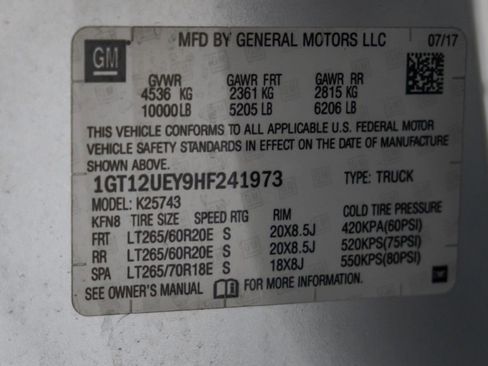 GM MFD BY GENERAL MOTORS LLC 07/17
GVWR GAWR FRT GAWR RR
4536 KG 2361 KG 2815 KG
10000LB 5205 LB 6206 LB
THIS VEHICLE CONFORMS TO ALL APPLICABLE U.S. FEDERAL MOTOR
VEHICLE SAFETY STANDARDS IN EFFECT ON THE DATE OF MANUFACTURE
SHOWN ABOVE.
1GT12UEY9HF241973 TYPE: TRUCK
MODEL: K25743
KFN8 TIRE SIZE SPEED RTG RIM COLD TIRE PRESSURE
FRT LT265/60R20E S 20X8.5J 420KPA(60PSI)
RR LT265/60R20E S 20X8.5J 520KPS(75PSI)
SPA LT265/70R18E S 18X8J 550KPS(80PSI)
SEE OWNER'S MANUAL FOR MORE INFORMATION.